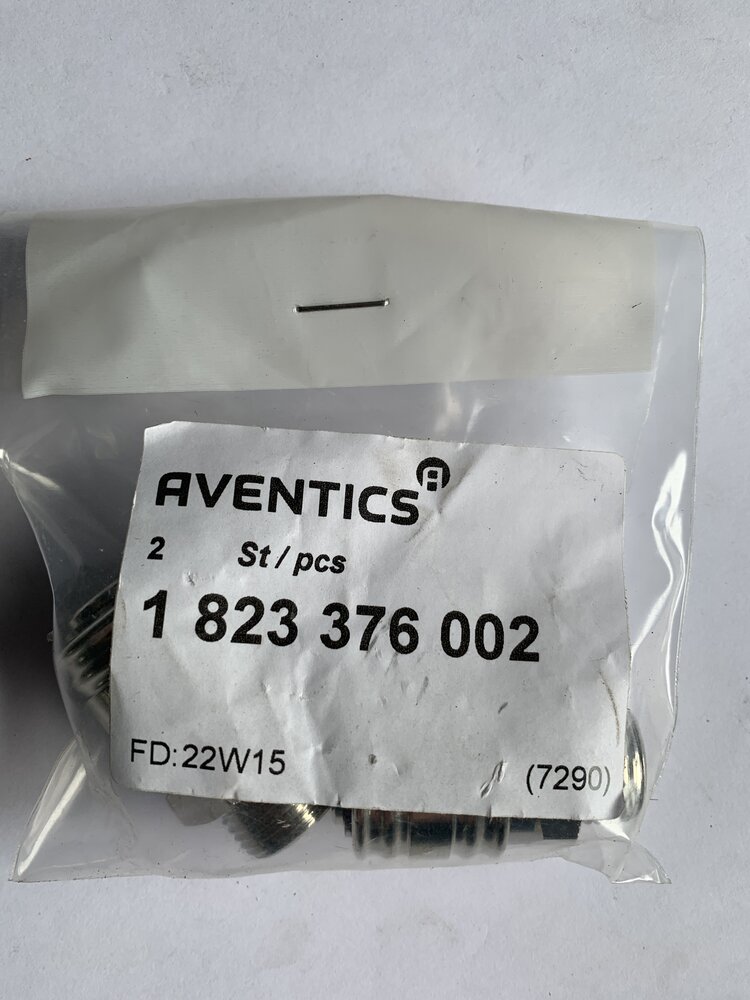 AVENTICS
2 St / pcs
1 823 376 002
FD: 22W15
(7290)